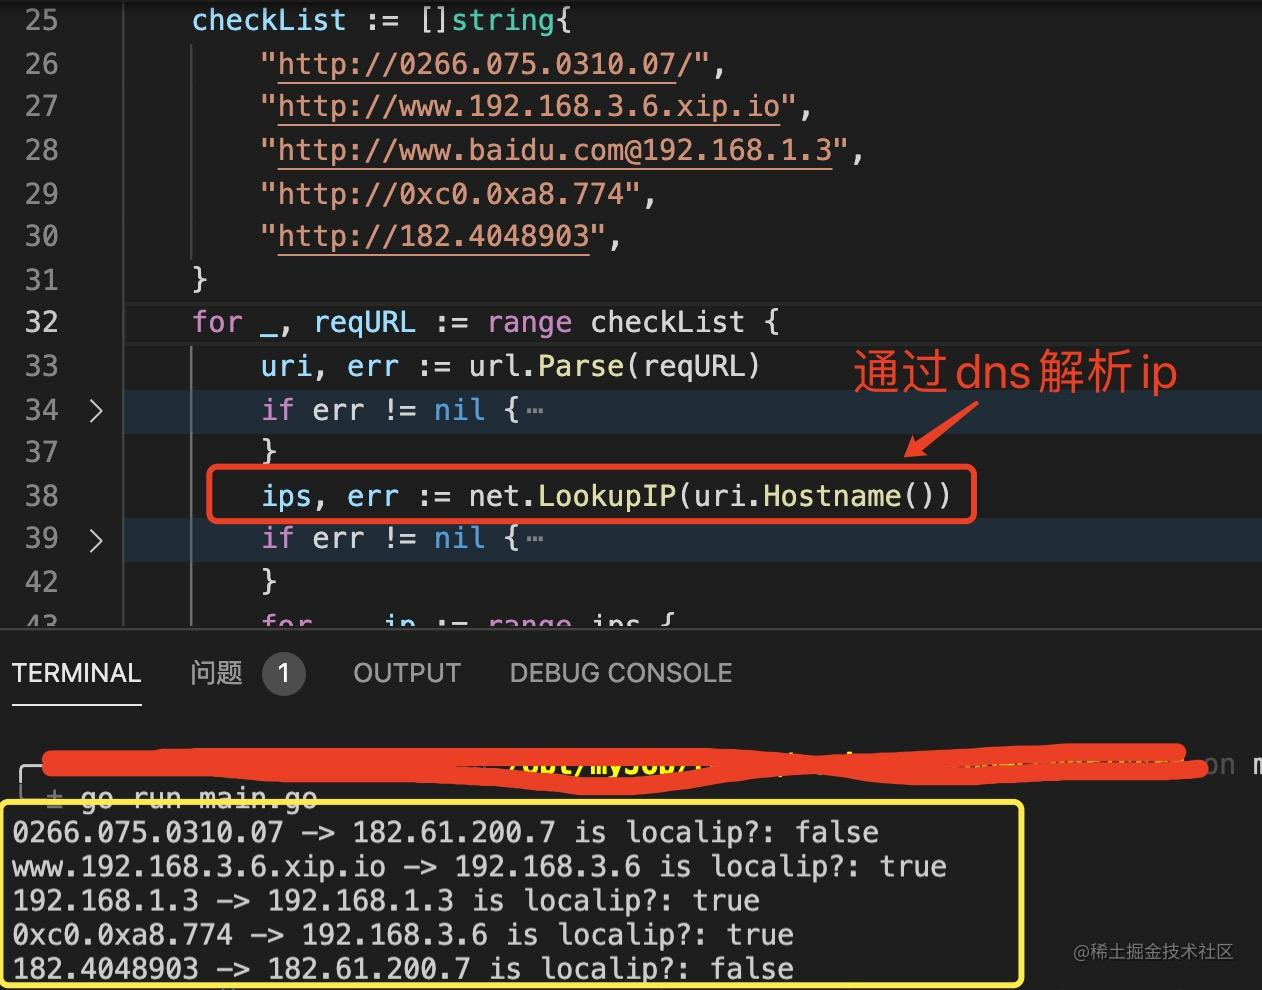 25 checkList := []string{
26 "http://0266.075.0310.07/",
27 "http://www.192.168.3.6.xip.io",
28 "http://www.baidu.com@192.168.1.3",
29 "http://0xc0.0xa8.774",
30 "http://182.4048903",
31 }
32 for _, reqURL := range checkList {
33 uri, err := url.Parse(reqURL)
通过dns解析ip
34 > if err != nil {⋯
37 }
38 ips, err := net.LookupIP(uri.Hostname())
39 > if err != nil {⋯
42 }
43 for _, ip := range ips {
TERMINAL 问题 1 OUTPUT DEBUG CONSOLE
on
± go run main.go
0266.075.0310.07 -> 182.61.200.7 is localip?: false
www.192.168.3.6.xip.io -> 192.168.3.6 is localip?: true
192.168.1.3 -> 192.168.1.3 is localip?: true
0xc0.0xa8.774 -> 192.168.3.6 is localip?: true
182.4048903 -> 182.61.200.7 is localip?: false
@稀土掘金技术社区